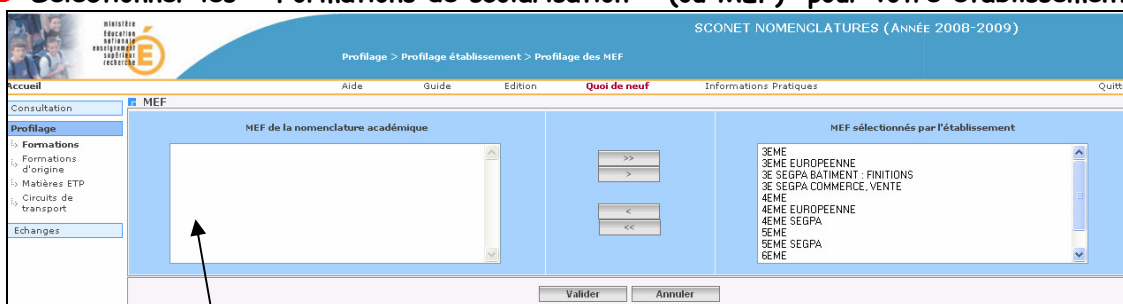 Sélectionner les "Formations de scolarisation" (ou MEF) pour votre établissement
ministère
éducation
nationale
enseignement
supérieur
recherche
É
SCONET NOMENCLATURES (ANNÉE 2008-2009)
Profilage > Profilage établissement > Profilage des MEF
Accueil
Aide
Guide
Edition
Quoi de neuf
Informations Pratiques
Quitt
Consultation
Profilage
Formations
Formations
d'origine
Matières ETP
Circuits de
transport
Echanges
MEF
MEF de la nomenclature académique
>>
>
<
<<
MEF sélectionnés par l'établissement
3EME
3EME EUROPEENNE
3E SEGPA BATIMENT : FINITIONS
3E SEGPA COMMERCE, VENTE
4EME
4EME EUROPEENNE
4EME SEGPA
5EME
5EME SEGPA
6EME
Valider
Annuler